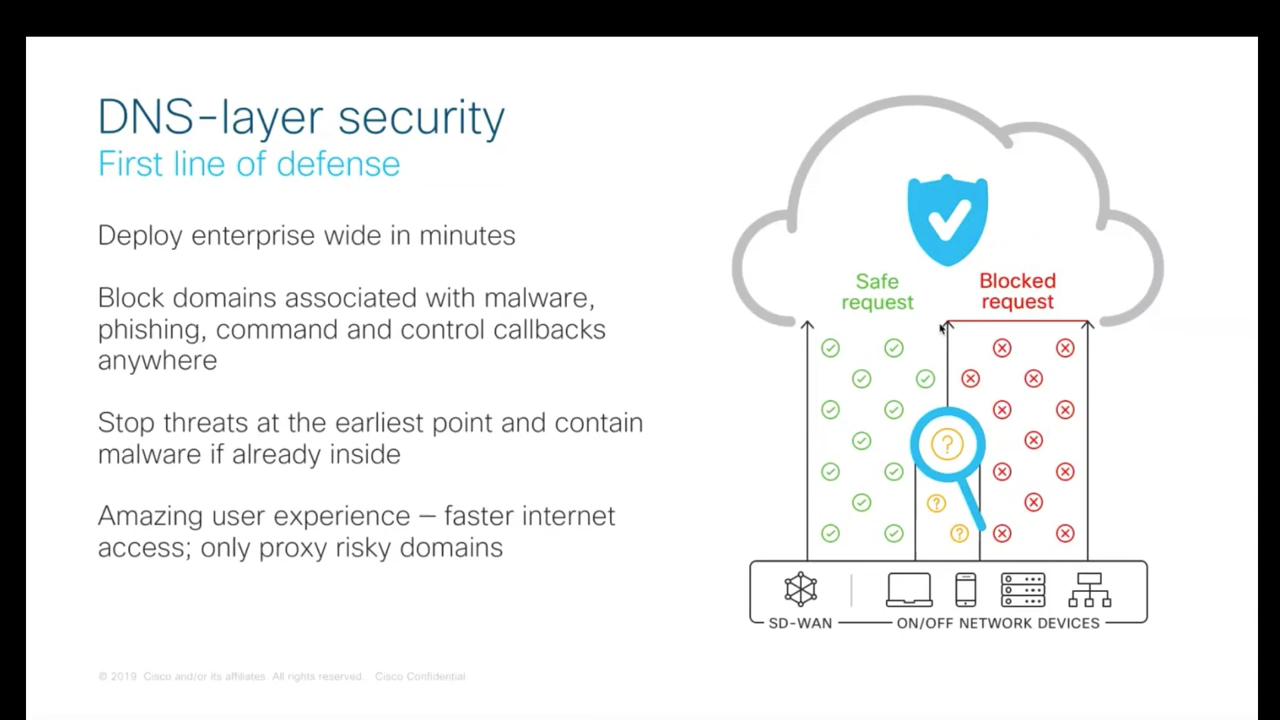 DNS-layer security
First line of defense
Deploy enterprise wide in minutes
Block domains associated with malware,
phishing, command and control callbacks
anywhere
Stop threats at the earliest point and contain
malware if already inside
Amazing user experience – faster internet
access; only proxy risky domains
Safe
request
Blocked
request
?
?
?
SD-WAN
ON/OFF NETWORK DEVICES
© 2019 Cisco and/or its affiliates. All rights reserved. Cisco Confidential